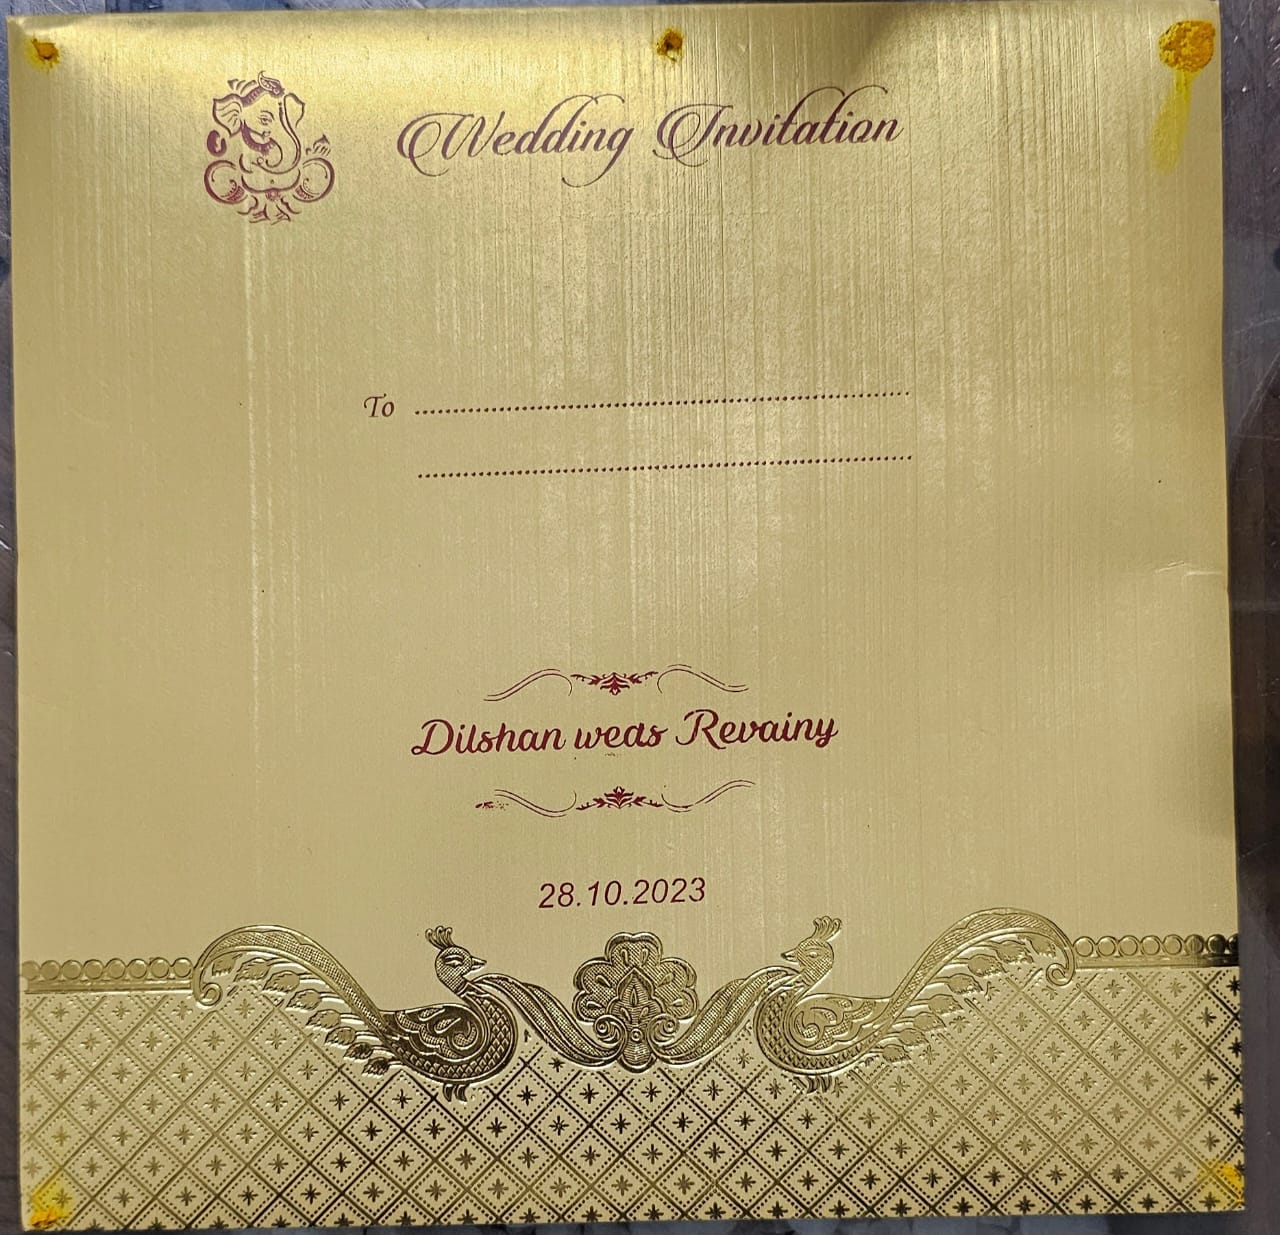 Wedding Invitation
To
Dilshan weds Revainy
28.10.2023